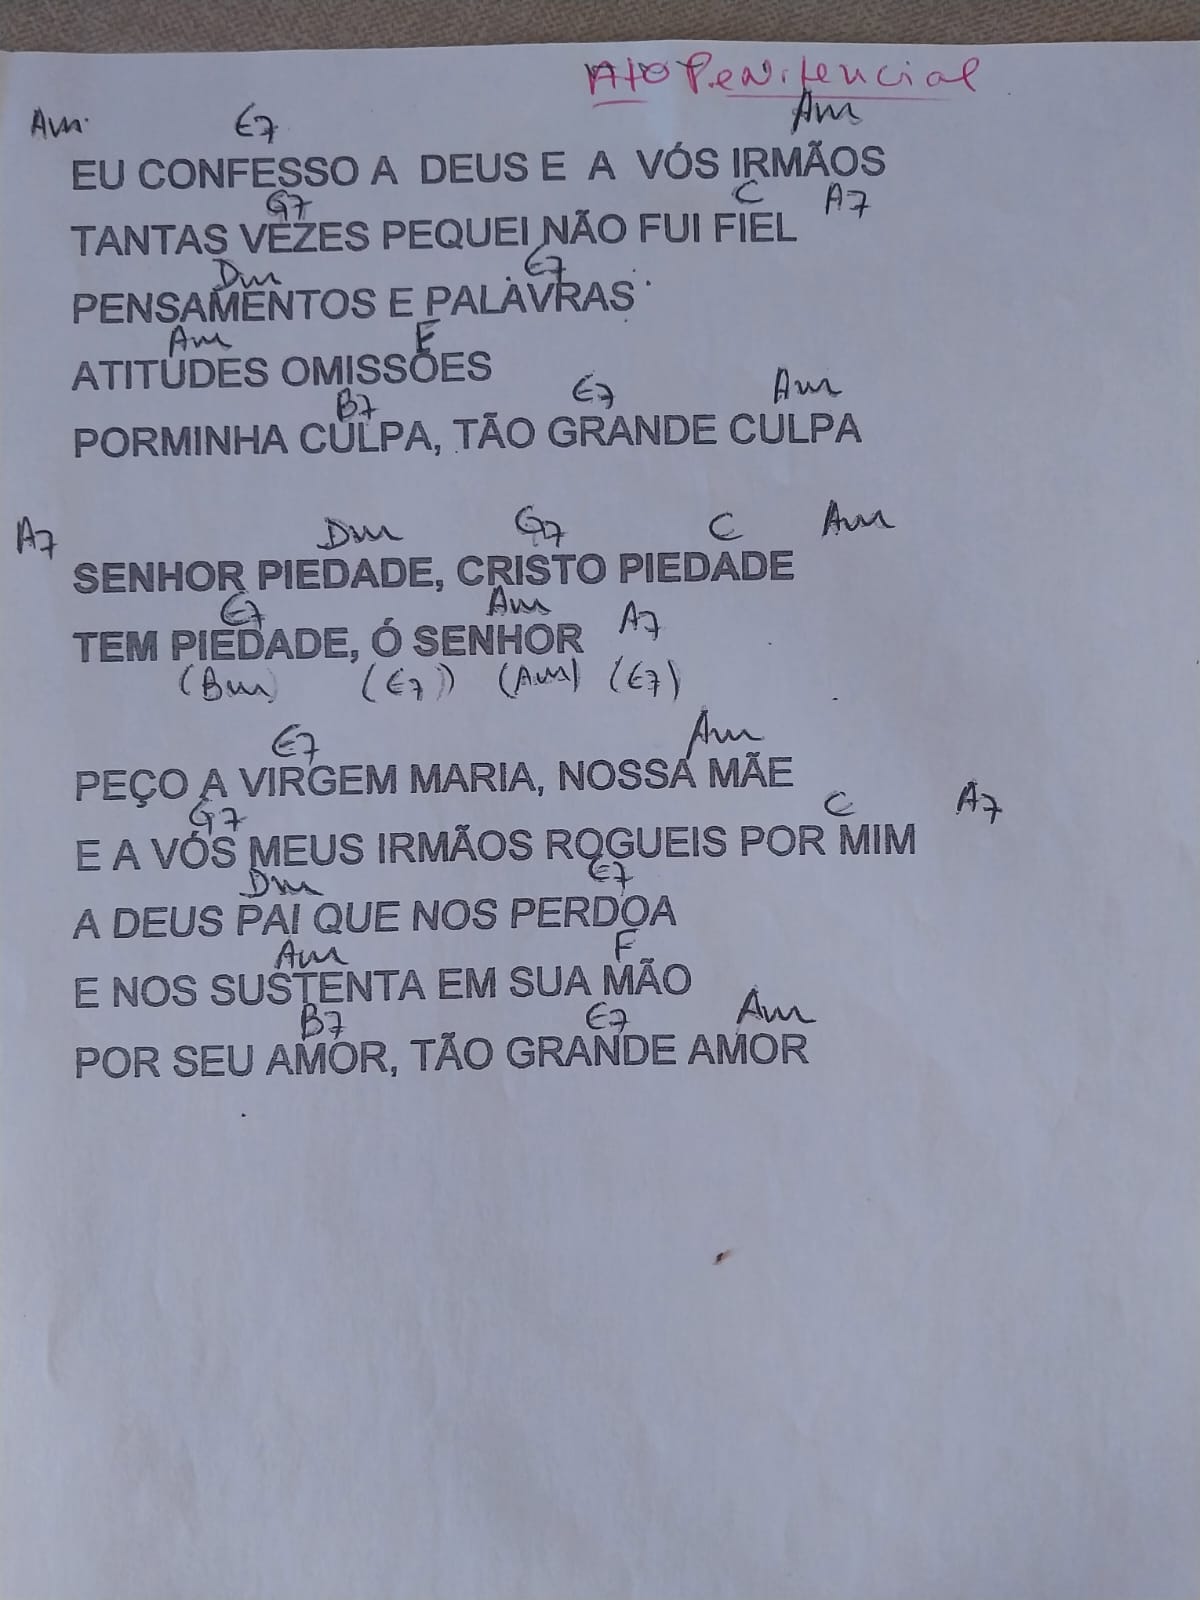 Ato Penitencial
Am E7 Am
EU CONFESSO A DEUS E A VÓS IRMÃOS
G7 C A7
TANTAS VEZES PEQUEI NÃO FUI FIEL
Dm E7
PENSAMENTOS E PALAVRAS
Am F
ATITUDES OMISSÕES
B7 E7 Am
PORMINHA CULPA, TÃO GRANDE CULPA
A7 Dm G7 C Am
SENHOR PIEDADE, CRISTO PIEDADE
E7 Am A7
TEM PIEDADE, Ó SENHOR
(Bm) (E7) (Am) (E7)
E7 Am
PEÇO A VIRGEM MARIA, NOSSA MÃE
G7 C A7
E A VÓS MEUS IRMÃOS ROGUEIS POR MIM
Dm E7
A DEUS PAI QUE NOS PERDOA
Am F
E NOS SUSTENTA EM SUA MÃO
B7 E7 Am
POR SEU AMOR, TÃO GRANDE AMOR